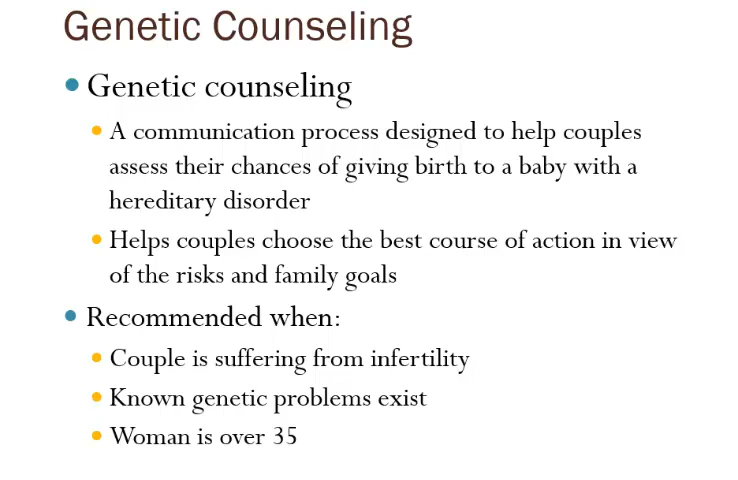 Genetic Counseling
Genetic counseling
A communication process designed to help couples
assess their chances of giving birth to a baby with a
hereditary disorder
Helps couples choose the best course of action in view
of the risks and family goals
Recommended when:
Couple is suffering from infertility
Known genetic problems exist
Woman is over 35